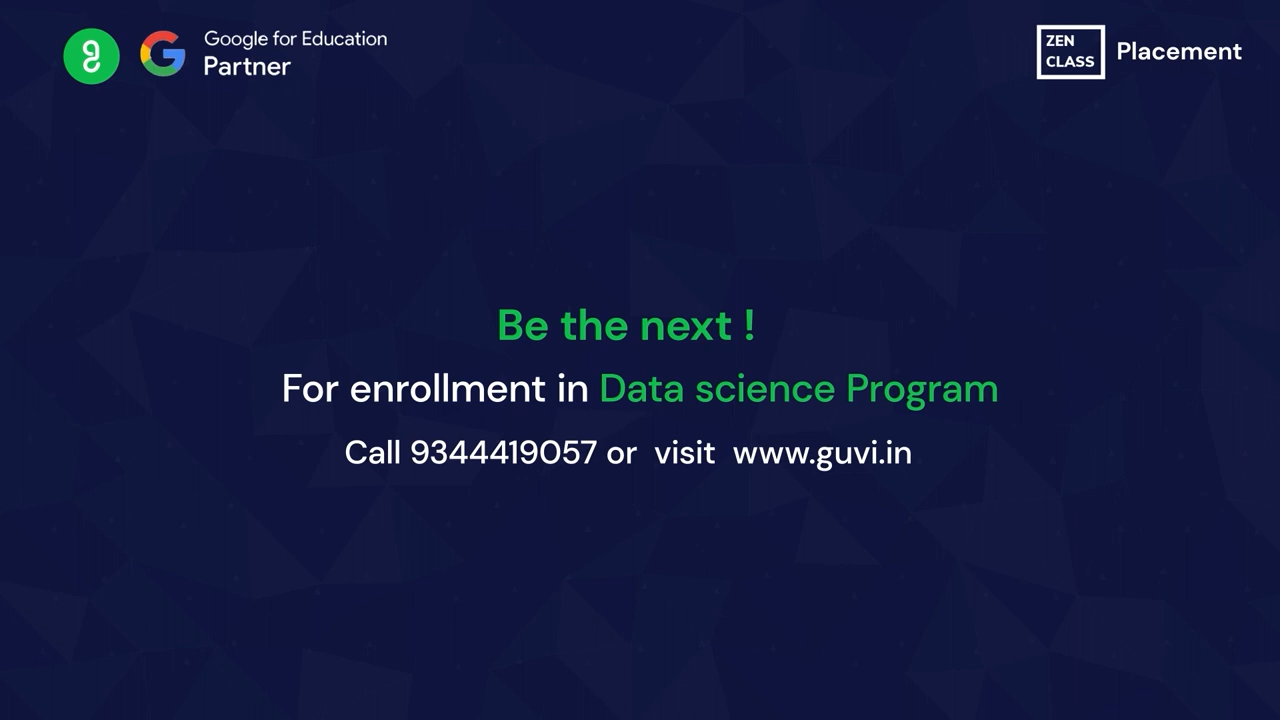 Google for Education
Partner
ZEN
CLASS
Placement
Be the next !
For enrollment in Data science Program
Call 9344419057 or visit www.guvi.in